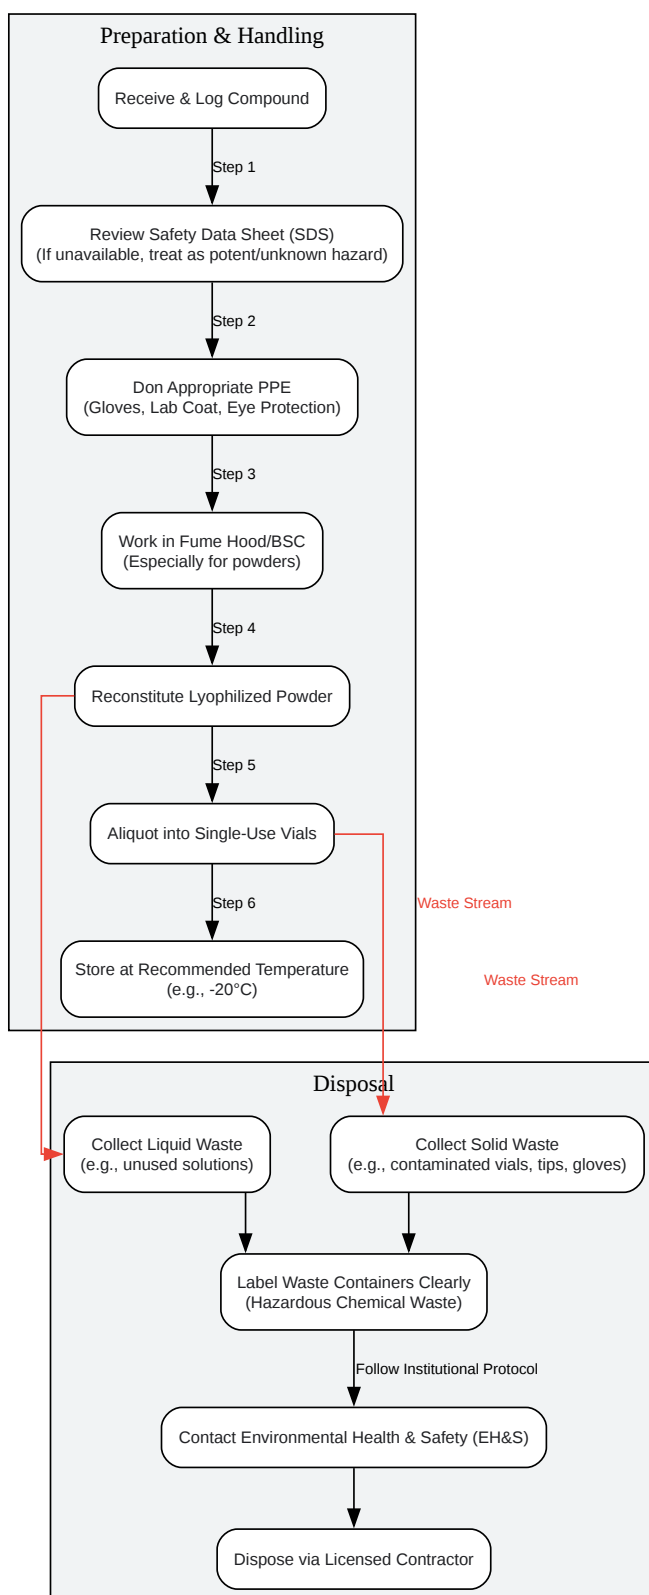 Preparation & Handling
Receive & Log Compound
Step 1
Review Safety Data Sheet (SDS)
(If unavailable, treat as potent/unknown hazard)
Step 2
Don Appropriate PPE
(Gloves, Lab Coat, Eye Protection)
Step 3
Work in Fume Hood/BSC
(Especially for powders)
Step 4
Reconstitute Lyophilized Powder
Step 5
Aliquot into Single-Use Vials
Step 6
Waste Stream
Store at Recommended Temperature
(e.g., -20°C)
Waste Stream
Disposal
Collect Liquid Waste
(e.g., unused solutions)
Collect Solid Waste
(e.g., contaminated vials, tips, gloves)
Label Waste Containers Clearly
(Hazardous Chemical Waste)
Follow Institutional Protocol
Contact Environmental Health & Safety (EH&S)
Dispose via Licensed Contractor